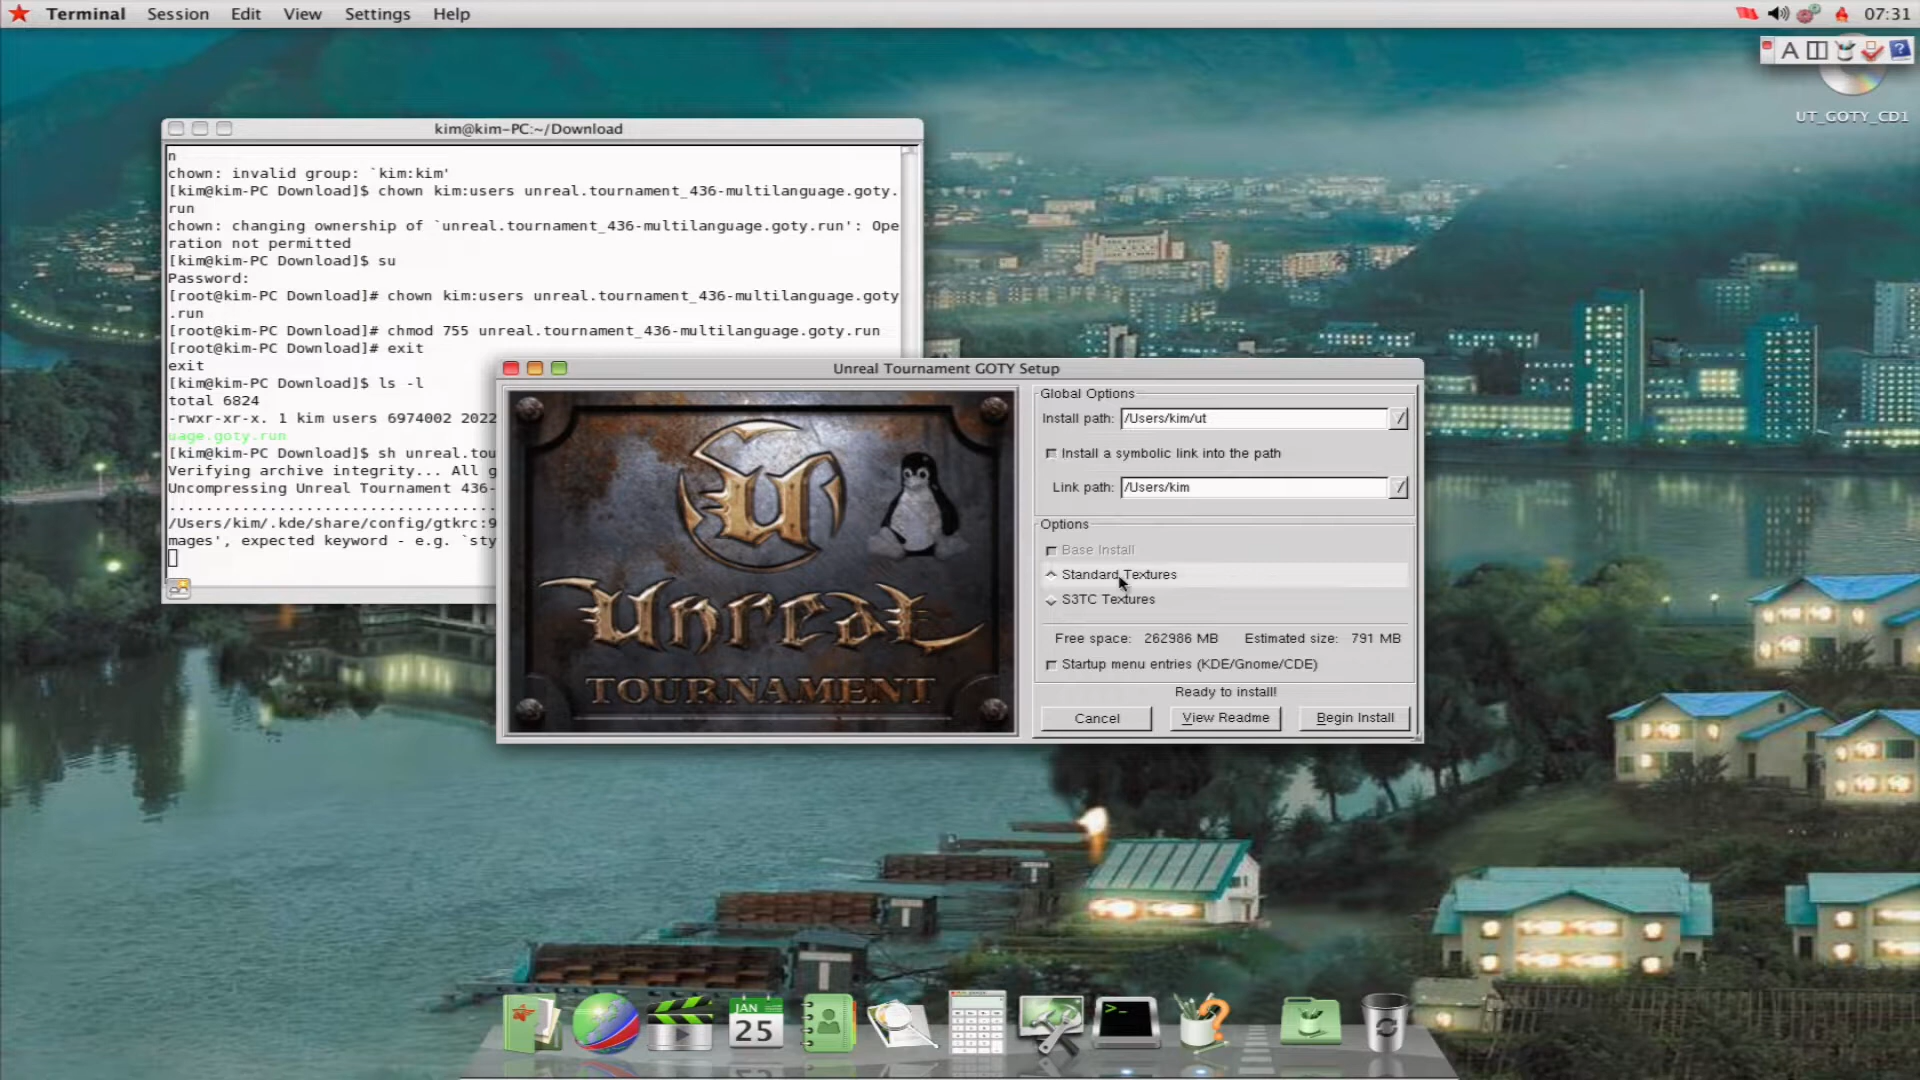 Terminal Session Edit View Settings Help
07:31
UT_GOTY_CD1
kim@kim-PC:~/Download
n
chown: invalid group: `kim:kim'
[kim@kim-PC Download]$ chown kim:users unreal.tournament_436-multilanguage.goty.
run
chown: changing ownership of `unreal.tournament_436-multilanguage.goty.run': Ope
ration not permitted
[kim@kim-PC Download]$ su
Password:
[root@kim-PC Download]# chown kim:users unreal.tournament_436-multilanguage.goty
.run
[root@kim-PC Download]# chmod 755 unreal.tournament_436-multilanguage.goty.run
[root@kim-PC Download]# exit
exit
[kim@kim-PC Download]$ ls -l
total 6824
-rwxr-xr-x. 1 kim users 6974002 2022
uage.goty.run
[kim@kim-PC Download]$ sh unreal.tou
Verifying archive integrity... All g
Uncompressing Unreal Tournament 436-
......................................
/Users/kim/.kde/share/config/gtkrc:9
mages', expected keyword - e.g. `sty
Unreal Tournament GOTY Setup
UNREAL
TOURNAMENT
Global Options
Install path: /Users/kim/ut
Install a symbolic link into the path
Link path: /Users/kim
Options
Base Install
Standard Textures
S3TC Textures
Free space: 262986 MB Estimated size: 791 MB
Startup menu entries (KDE/Gnome/CDE)
Ready to install!
Cancel View Readme Begin Install
JAN
25